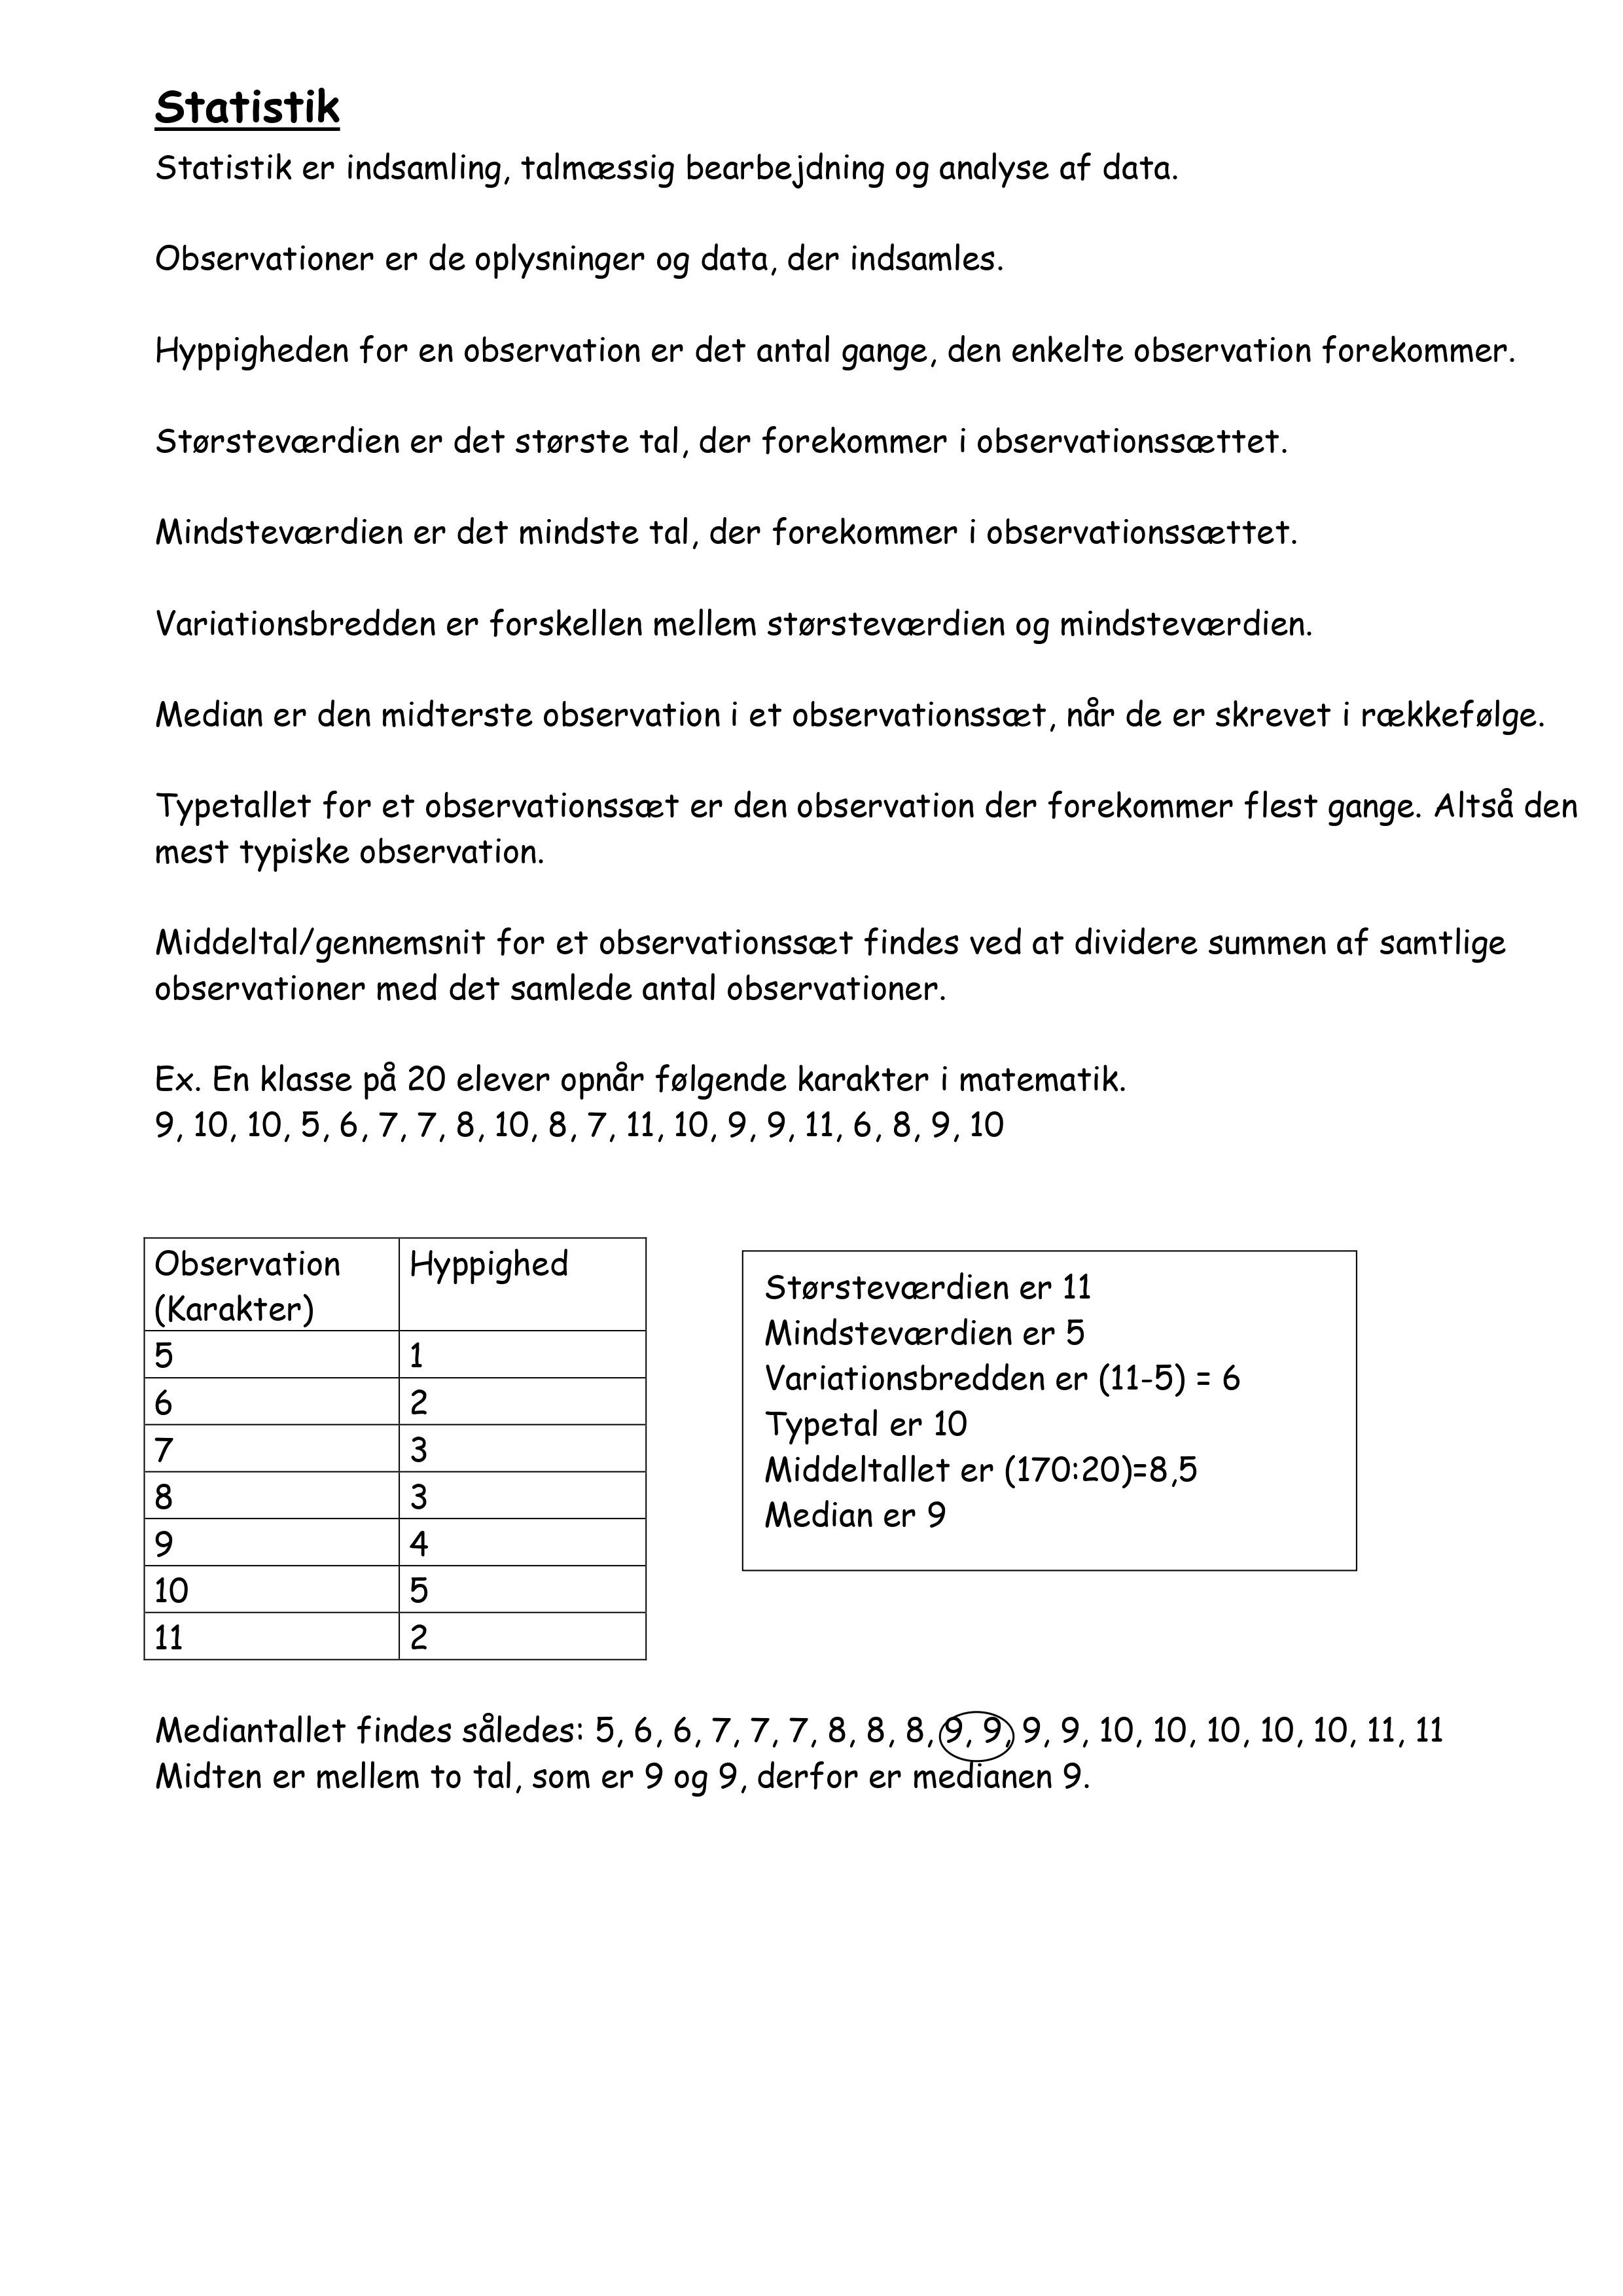 Statistik
Statistik er indsamling, talmæssig bearbejdning og analyse af data.
Observationer er de oplysninger og data, der indsamles.
Hyppigheden for en observation er det antal gange, den enkelte observation forekommer.
Størsteværdien er det største tal, der forekommer i observationssættet.
Mindsteværdien er det mindste tal, der forekommer i observationssættet.
Variationsbredden er forskellen mellem størsteværdien og mindsteværdien.
Median er den midterste observation i et observationssæt, når de er skrevet i rækkefølge.
Typetallet for et observationssæt er den observation der forekommer flest gange. Altså den
mest typiske observation.
Middeltal/gennemsnit for et observationssæt findes ved at dividere summen af samtlige
observationer med det samlede antal observationer.
Ex. En klasse på 20 elever opnår følgende karakter i matematik.
9, 10, 10, 5, 6, 7, 7, 8, 10, 8, 7, 11, 10, 9, 9, 11, 6, 8, 9, 10
Observation Hyppighed
(Karakter)
5 1
6 2
7 3
8 3
9 4
10 5
11 2
Størsteværdien er 11
Mindsteværdien er 5
Variationsbredden er (11-5) = 6
Typetal er 10
Middeltallet er (170:20)=8,5
Median er 9
Mediantallet findes således: 5, 6, 6, 7, 7, 7, 8, 8, 8, 9, 9, 9, 9, 10, 10, 10, 10, 10, 11, 11
Midten er mellem to tal, som er 9 og 9, derfor er medianen 9.